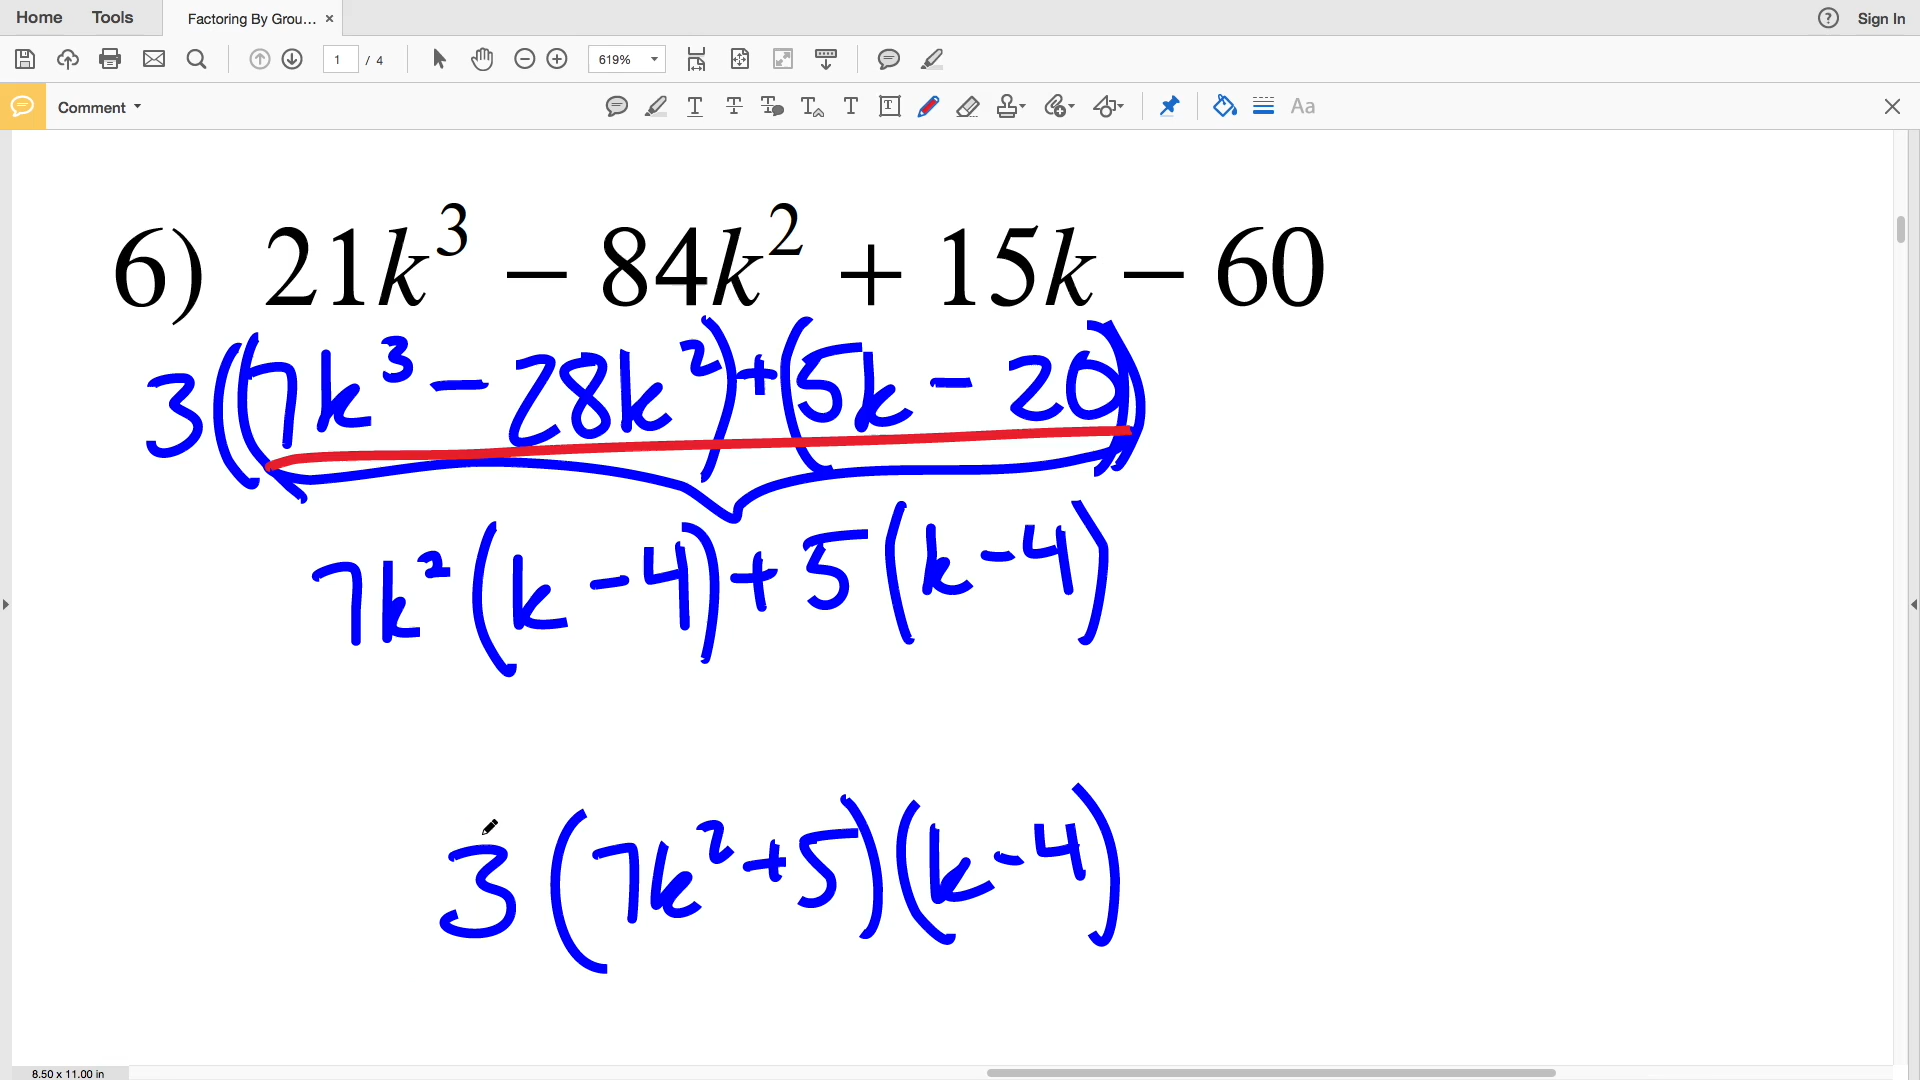 Home Tools Factoring By Grou... × ? Sign In
1 / 4 619%
Comment T T T T T T Aa
6) 21k³ − 84k² + 15k − 60
3((7k³ − 28k²) + (5k − 20))
7k² (k − 4) + 5 (k − 4)
3 (7k² + 5)(k − 4)
8.50 x 11.00 in